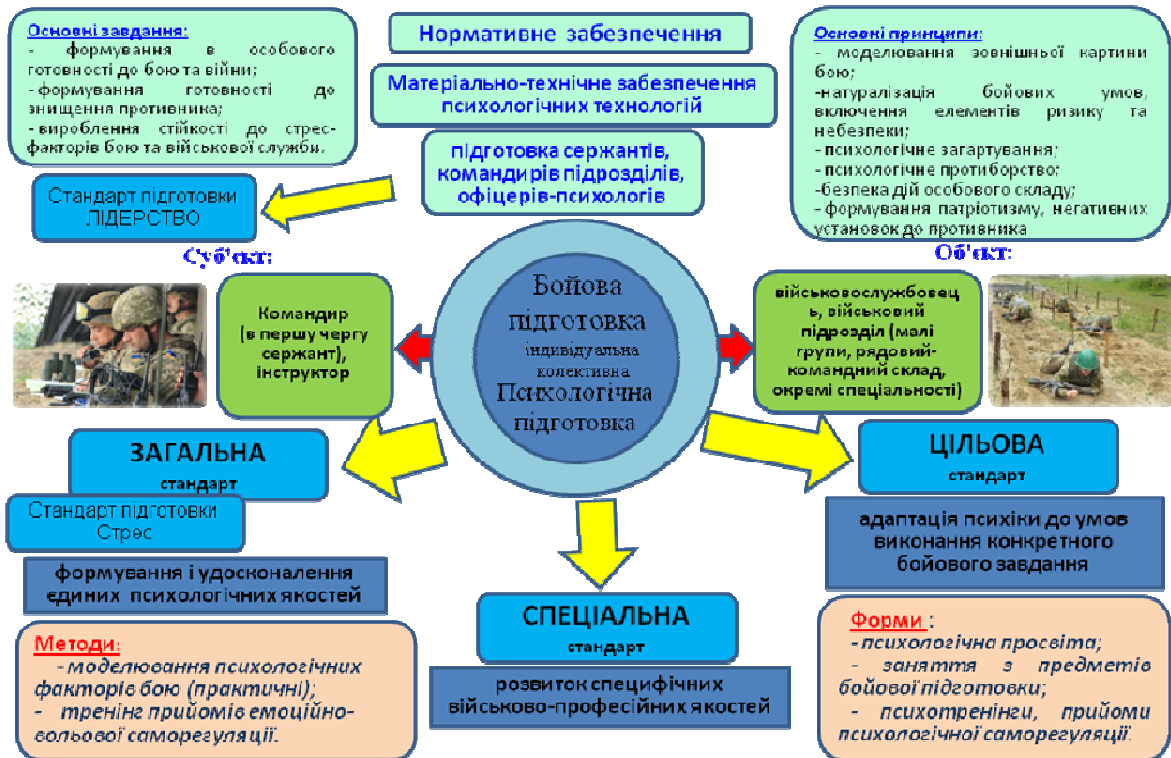 Основні завдання:
- формування в особового
готовності до бою та війни;
- формування готовності до
знищення противника;
- вироблення стійкості до стрес-
факторів бою та військової служби.
Нормативне забезпечення
Матеріально-технічне забезпечення
психологічних технологій
підготовка сержантів,
командирів підрозділів,
офіцерів-психологів
Основні принципи:
- моделювання зовнішньої картини
бою;
-натуралізація бойових умов,
включення елементів ризику та
небезпеки;
- психологічне загартування;
- психологічне протиборство;
-безпека дій особового складу;
- формування патріотизму, негативних
установок до противника
Стандарт підготовки
ЛІДЕРСТВО
Суб'єкт:
Об'єкт:
Командир
(в першу чергу
сержант),
інструктор
Бойова
підготовка
індивидуальна
колективна
Психологічна
підготовка
військовослужбовец
ь, військовий
підрозділ (малі
групи, рядовий-
командний склад,
окремі спеціальності)
ЗАГАЛЬНА
стандарт
Стандарт підготовки
Стрес
формування і удосконалення
єдиних психологічних якостей
Методи:
- моделювання психологічних
факторів бою (практичні);
- тренінг прийомів емоційно-
вольової саморегуляції.
СПЕЦІАЛЬНА
стандарт
розвиток специфічних
військово-професійних якостей
ЦІЛЬОВА
стандарт
адаптація психіки до умов
виконання конкретного
бойового завдання
Форми :
- психологічна просвіта;
- заняття з предметів
бойової підготовки;
- психотренінги, прийоми
психологічної саморегуляції.